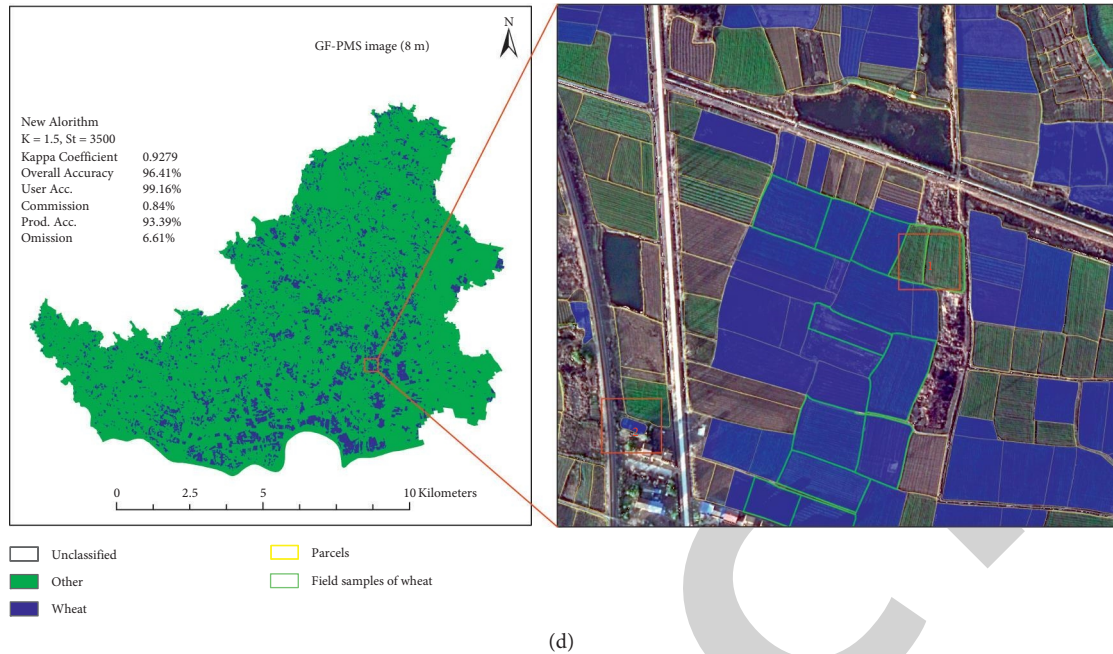 N
GF-PMS image (8 m)
New Alorithm
K = 1.5, St = 3500
Kappa Coefficient 0.9279
Overall Accuracy 96.41%
User Acc. 99.16%
Commission 0.84%
Prod. Acc. 93.39%
Omission 6.61%
0 2.5 5 10 Kilometers
1
Unclassified
Other
Wheat
Parcels
Field samples of wheat
(d)